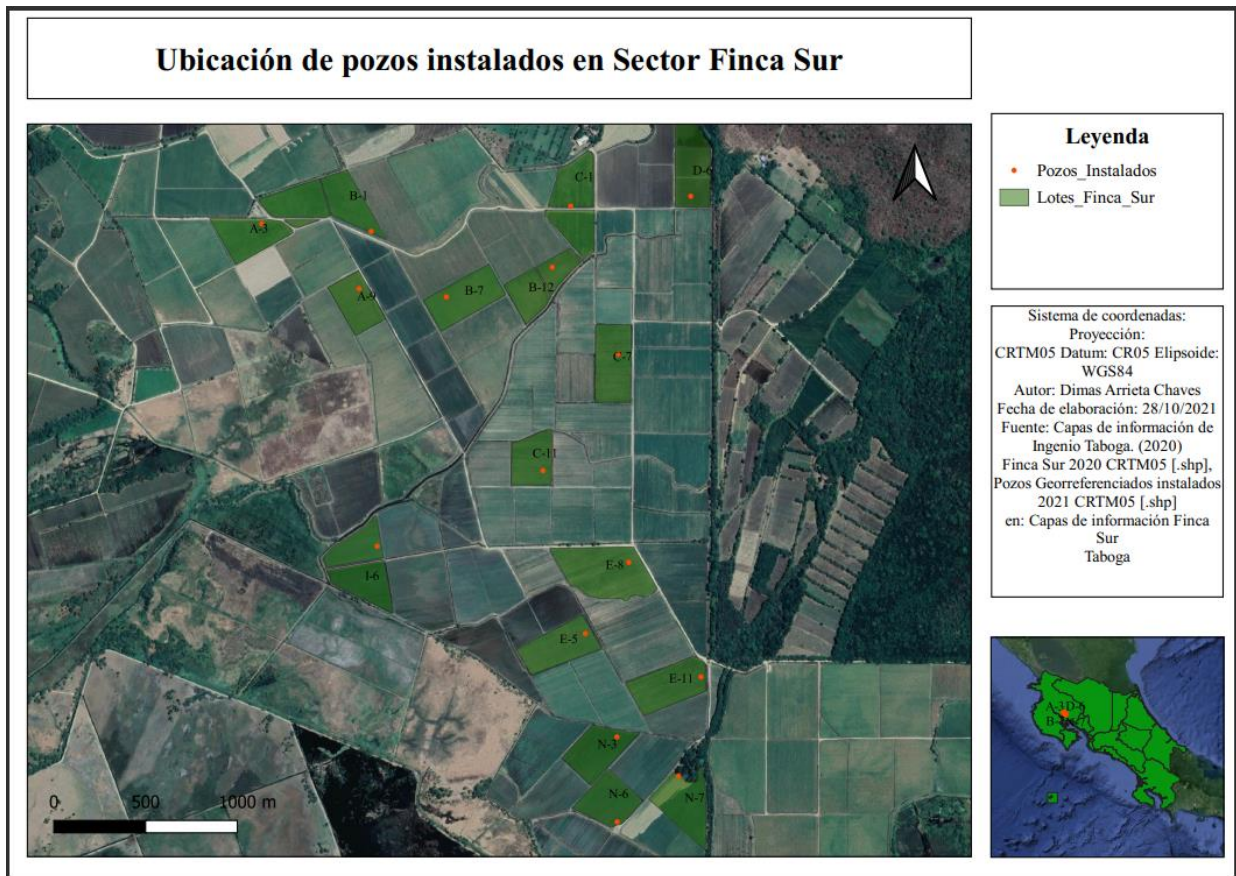 Ubicación de pozos instalados en Sector Finca Sur
C-1
D-6
B-1
A-3
A-9
B-7
B-12
C-7
C-11
I-6
E-8
E-5
E-11
N-3
N-6
N-7
0 500 1000 m
Leyenda
Pozos_Instalados
Lotes_Finca_Sur
Sistema de coordenadas:
Proyección:
CRTM05 Datum: CR05 Elipsoide:
WGS84
Autor: Dimas Arrieta Chaves
Fecha de elaboración: 28/10/2021
Fuente: Capas de información de
Ingenio Taboga. (2020)
Finca Sur 2020 CRTM05 [.shp],
Pozos Georreferenciados instalados
2021 CRTM05 [.shp]
en: Capas de información Finca
Sur
Taboga